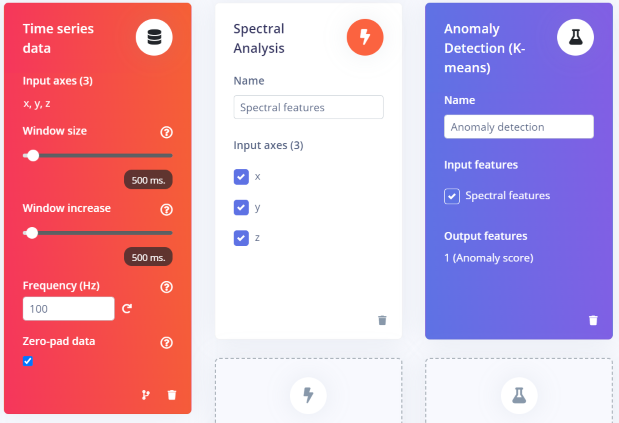 Time series
data
Input axes (3)
x, y, z
Window size
500 ms.
Window increase
500 ms.
Frequency (Hz)
100
Zero-pad data
Spectral
Analysis
Name
Spectral features
Input axes (3)
x
y
z
Anomaly
Detection (K-
means)
Name
Anomaly detection
Input features
Spectral features
Output features
1 (Anomaly score)